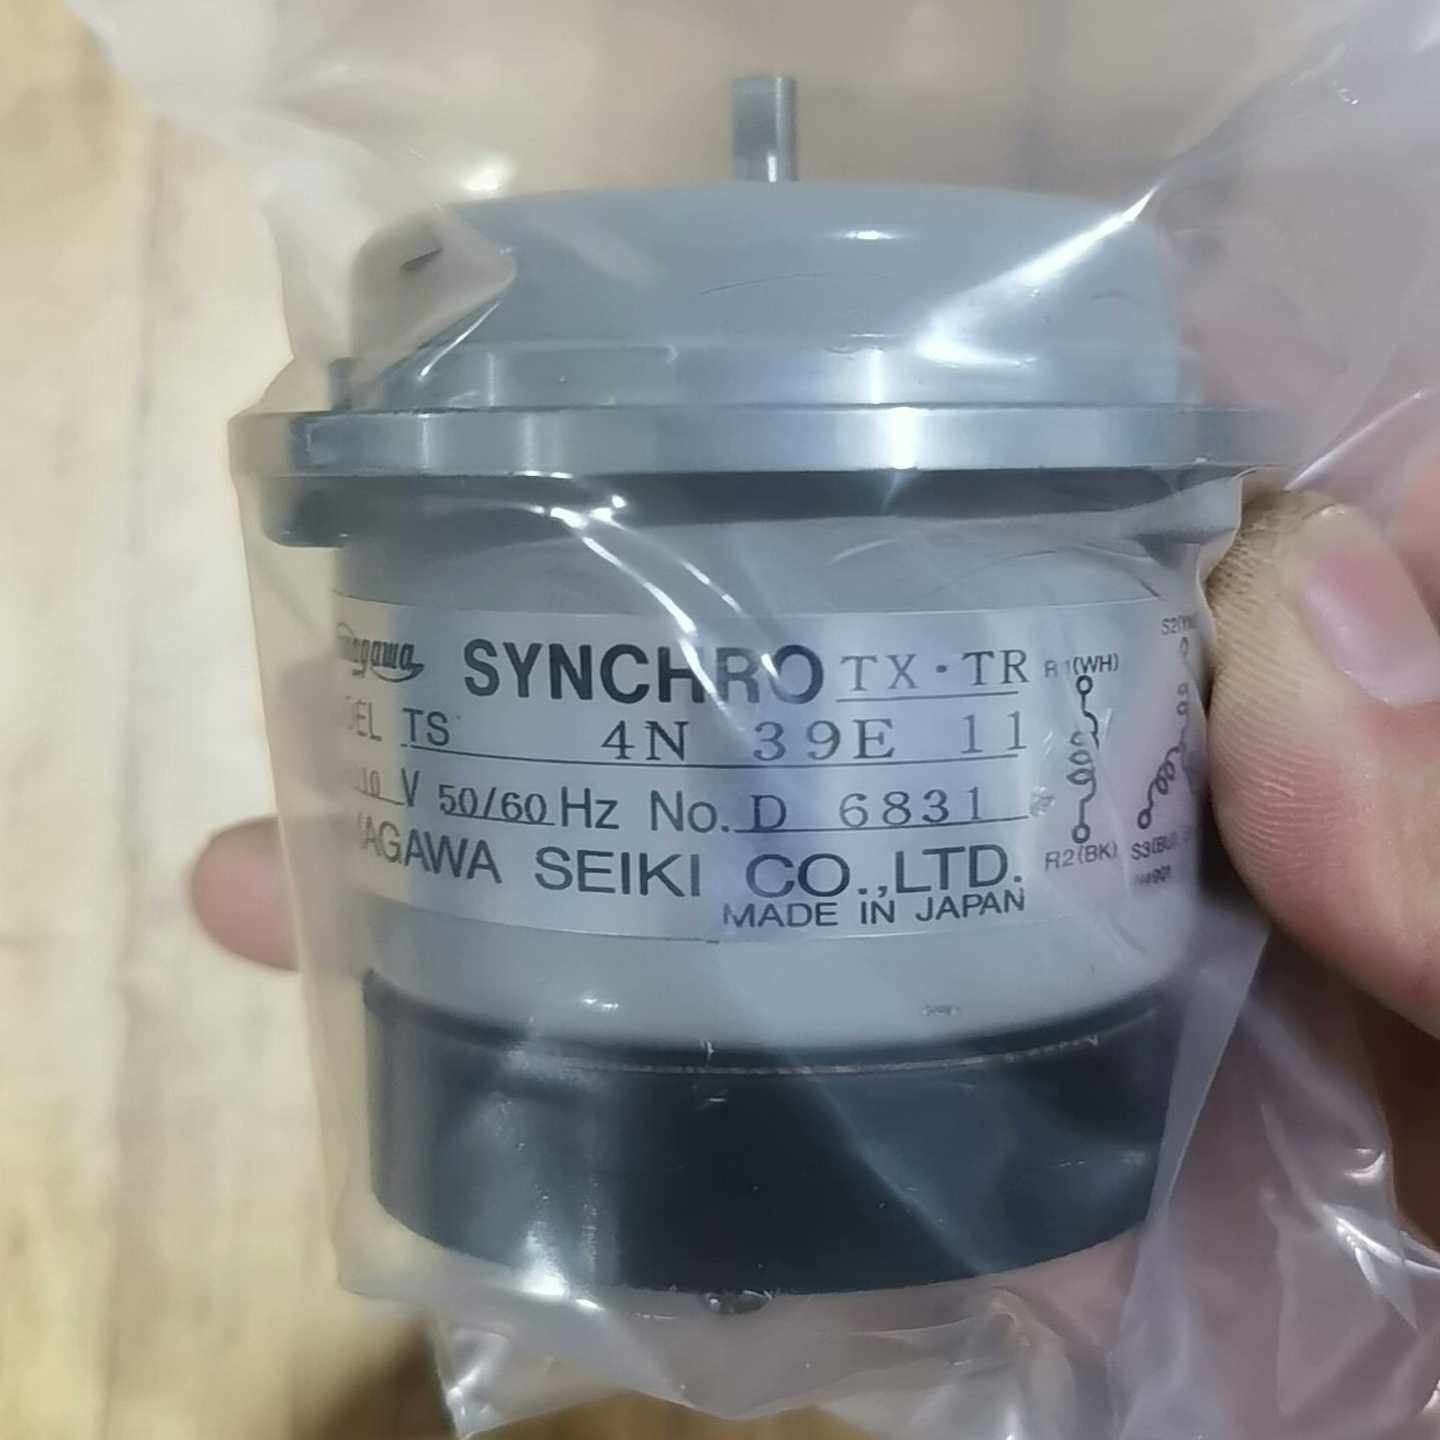 SYNCHRO TX·TR
TS 4N 39E 11
V 50/60 Hz No. D 6831
SEIKI CO.,LTD.
MADE IN JAPAN
R1(WH)
R2(BK)